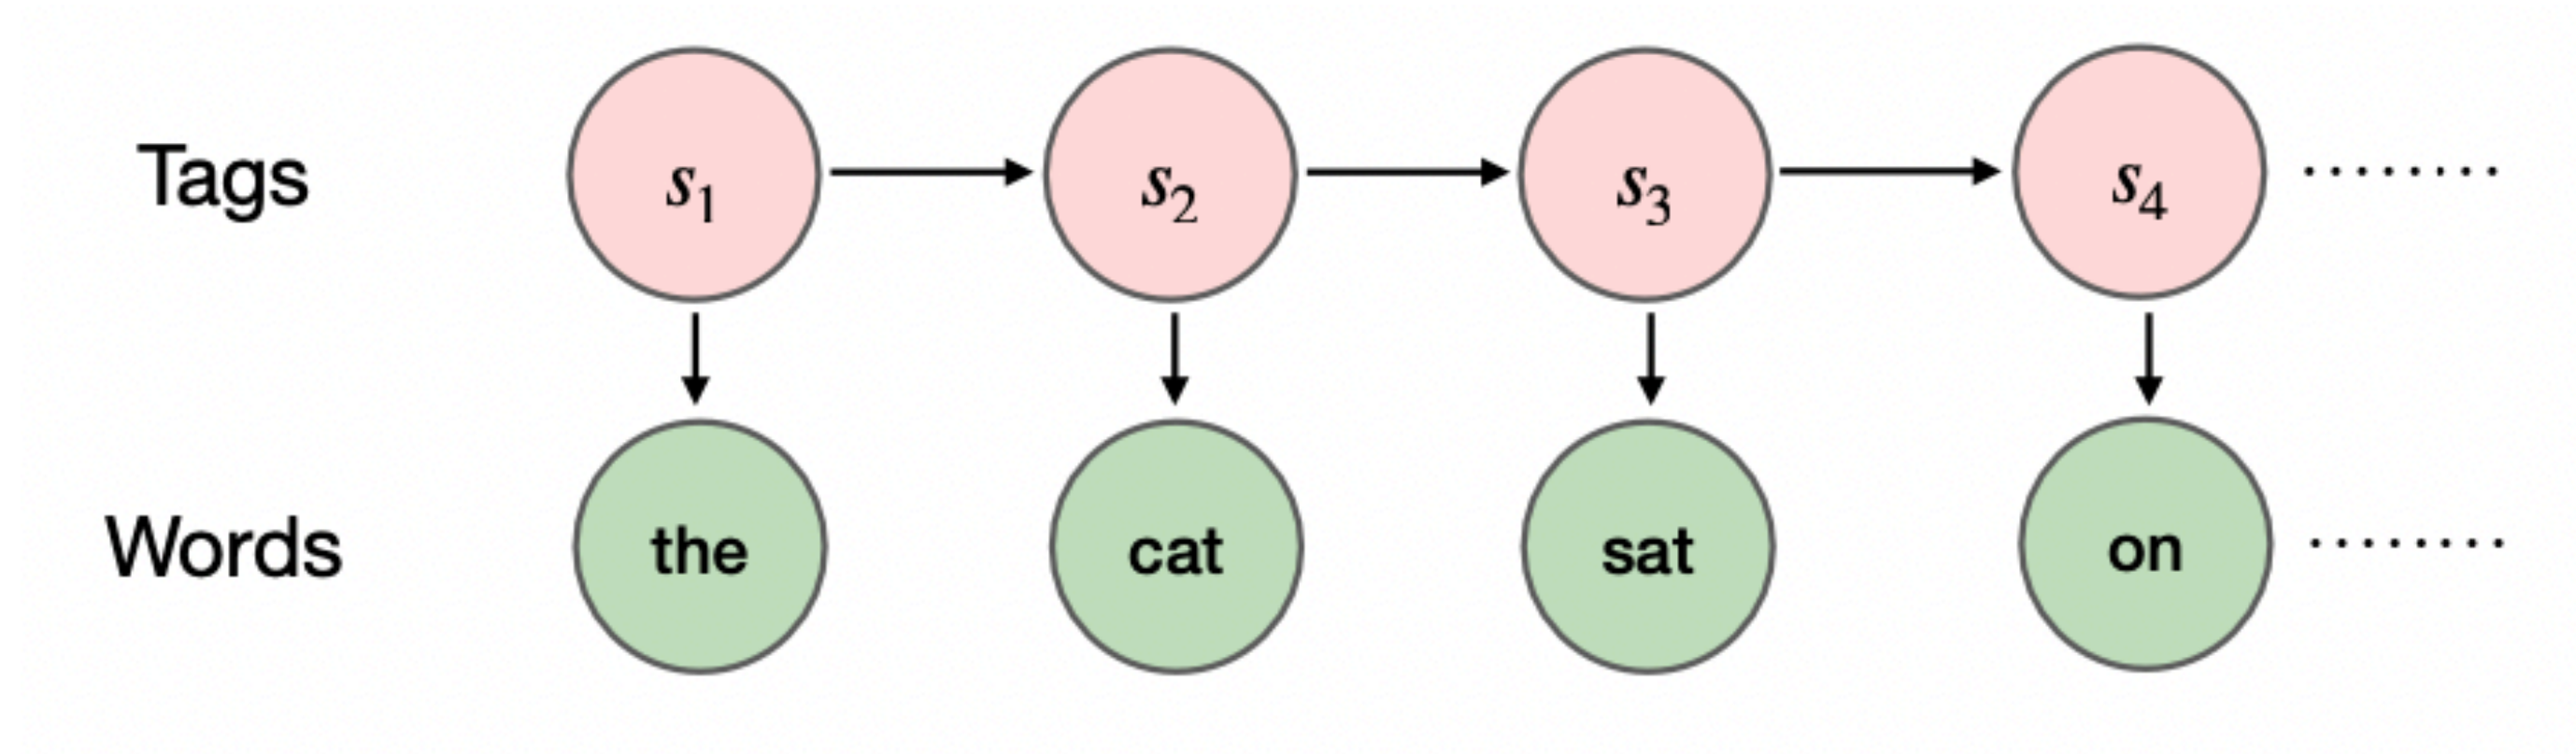 Tags s₁ s₂ s₃ s₄ ........
Words the cat sat on ........